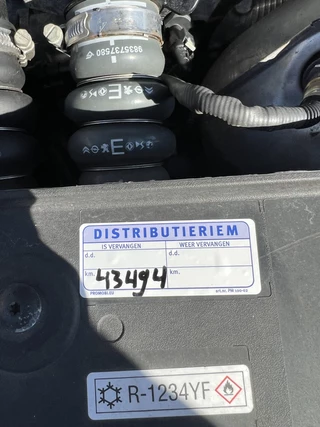 9835737580
E
E
DISTRIBUTIERIEM
IS VERVANGEN WEER VERVANGEN
d.d. d.d.
km. 43494 km.
R-1234YF